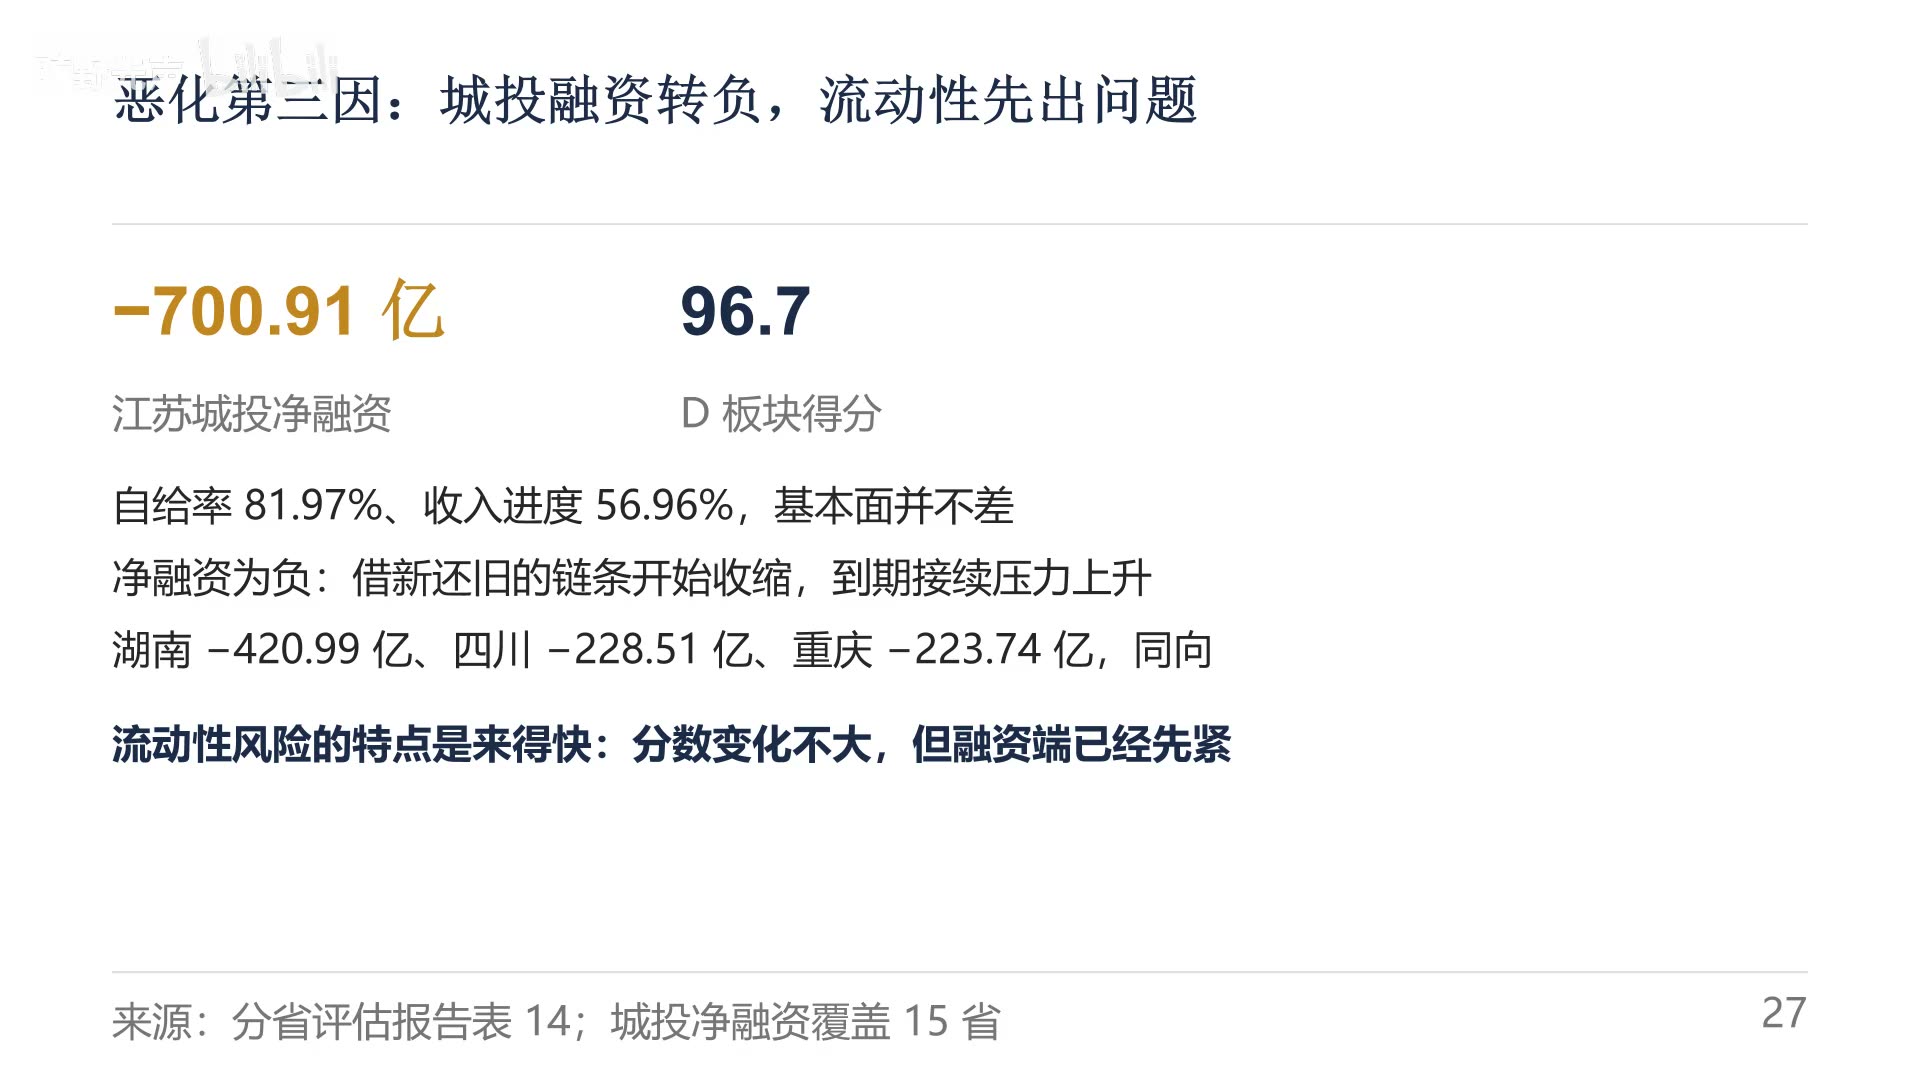 恶化第三因：城投融资转负，流动性先出问题
−700.91 亿
96.7
江苏城投净融资
D 板块得分
自给率 81.97%、收入进度 56.96%，基本面并不差
净融资为负：借新还旧的链条开始收缩，到期接续压力上升
湖南 −420.99 亿、四川 −228.51 亿、重庆 −223.74 亿，同向
流动性风险的特点是来得快：分数变化不大，但融资端已经先紧
来源：分省评估报告表 14；城投净融资覆盖 15 省
27
bilibili